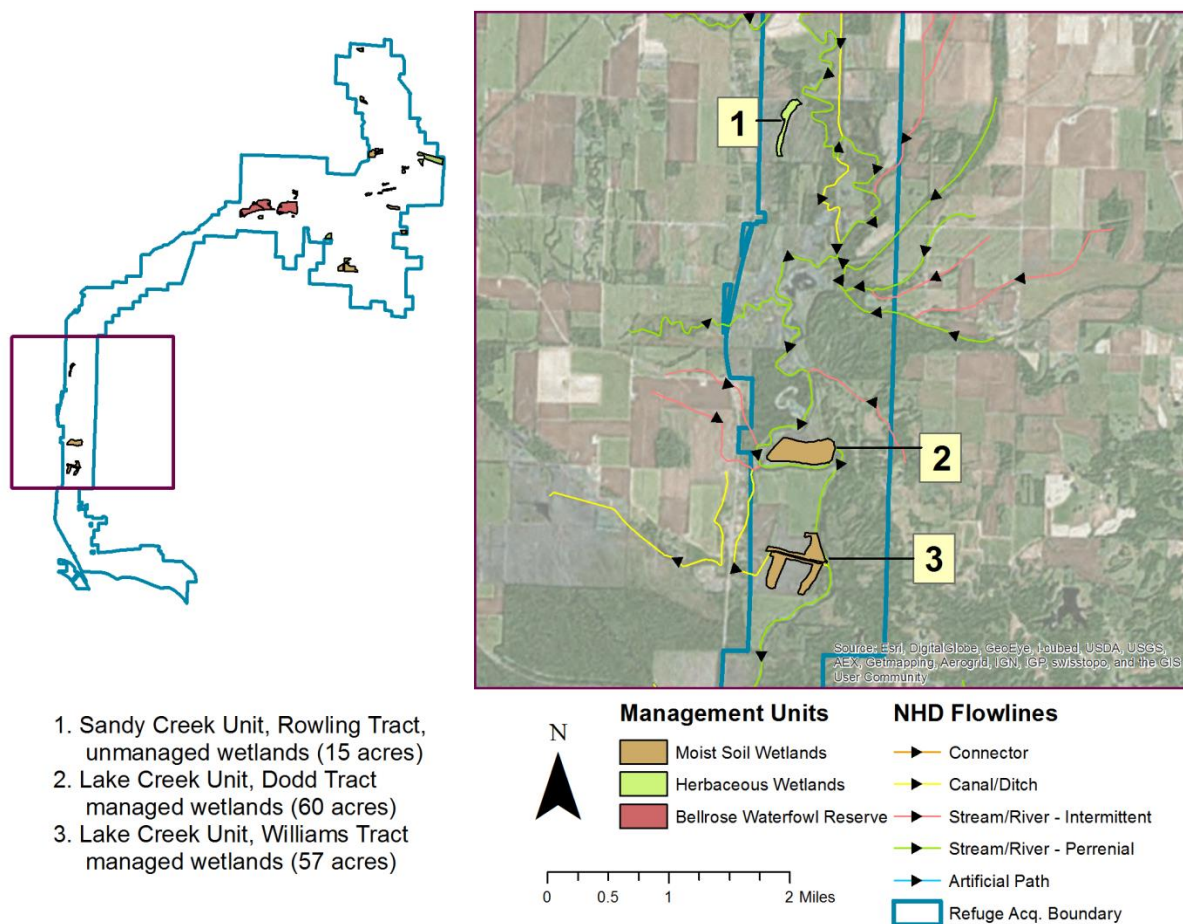 1
2
3
Source: Esri, DigitalGlobe, GeoEye, i-cubed, USDA, USGS,
AEX, Getmapping, Aerogrid, IGN, IGP, swisstopo, and the GIS
User Community
1. Sandy Creek Unit, Rowling Tract,
unmanaged wetlands (15 acres)
2. Lake Creek Unit, Dodd Tract
managed wetlands (60 acres)
3. Lake Creek Unit, Williams Tract
managed wetlands (57 acres)
N
0 0.5 1 2 Miles
Management Units
Moist Soil Wetlands
Herbaceous Wetlands
Bellrose Waterfowl Reserve
NHD Flowlines
Connector
Canal/Ditch
Stream/River - Intermittent
Stream/River - Perrenial
Artificial Path
Refuge Acq. Boundary